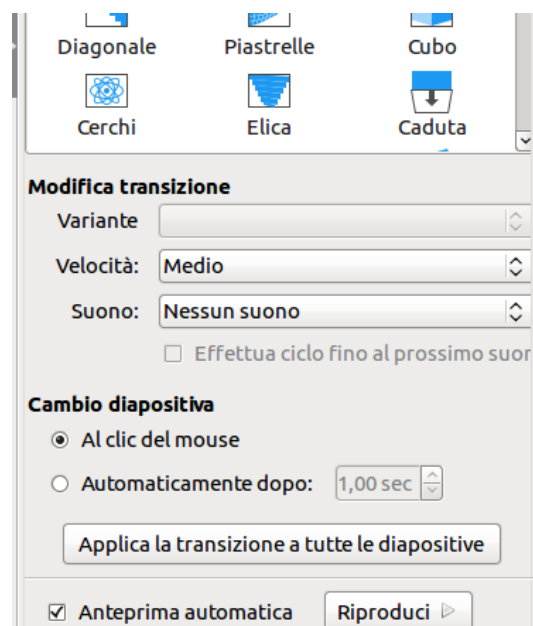 Diagonale Piastrelle Cubo
Cerchi Elica Caduta
Modifica transizione
Variante
Velocità: Medio
Suono: Nessun suono
Effettua ciclo fino al prossimo suor
Cambio diapositiva
Al clic del mouse
Automaticamente dopo: 1,00 sec
Applica la transizione a tutte le diapositive
Anteprima automatica Riproduci